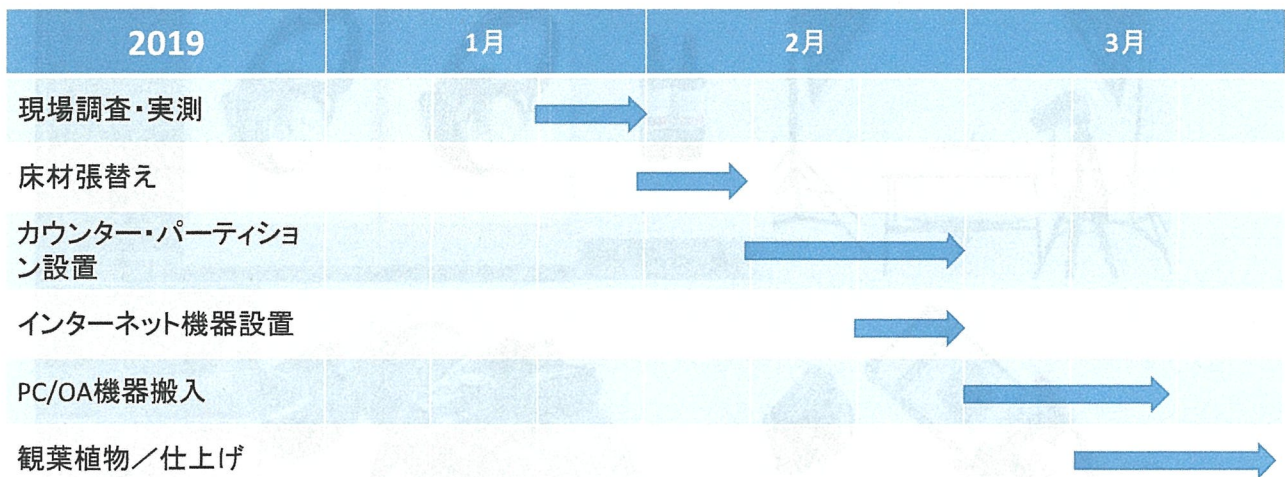 2019 1月 2月 3月
現場調査・実測
床材張替え
カウンター・パーティショ
ン設置
インターネット機器設置
PC/OA機器搬入
観葉植物／仕上げ